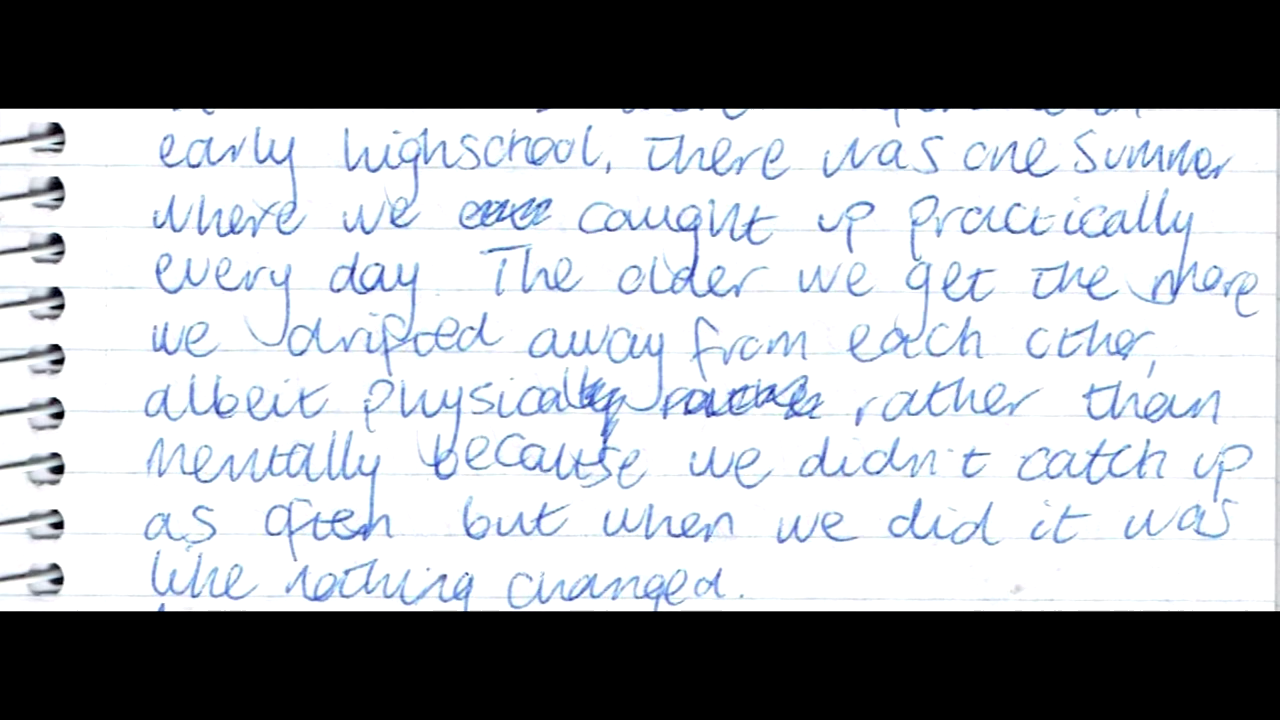 early highschool, there was one summer
where we caught up practically
every day The older we get the more
we drifted away from each other,
albeit physically rather than
mentally because we didn't catch up
as often but when we did it was
like nothing changed.